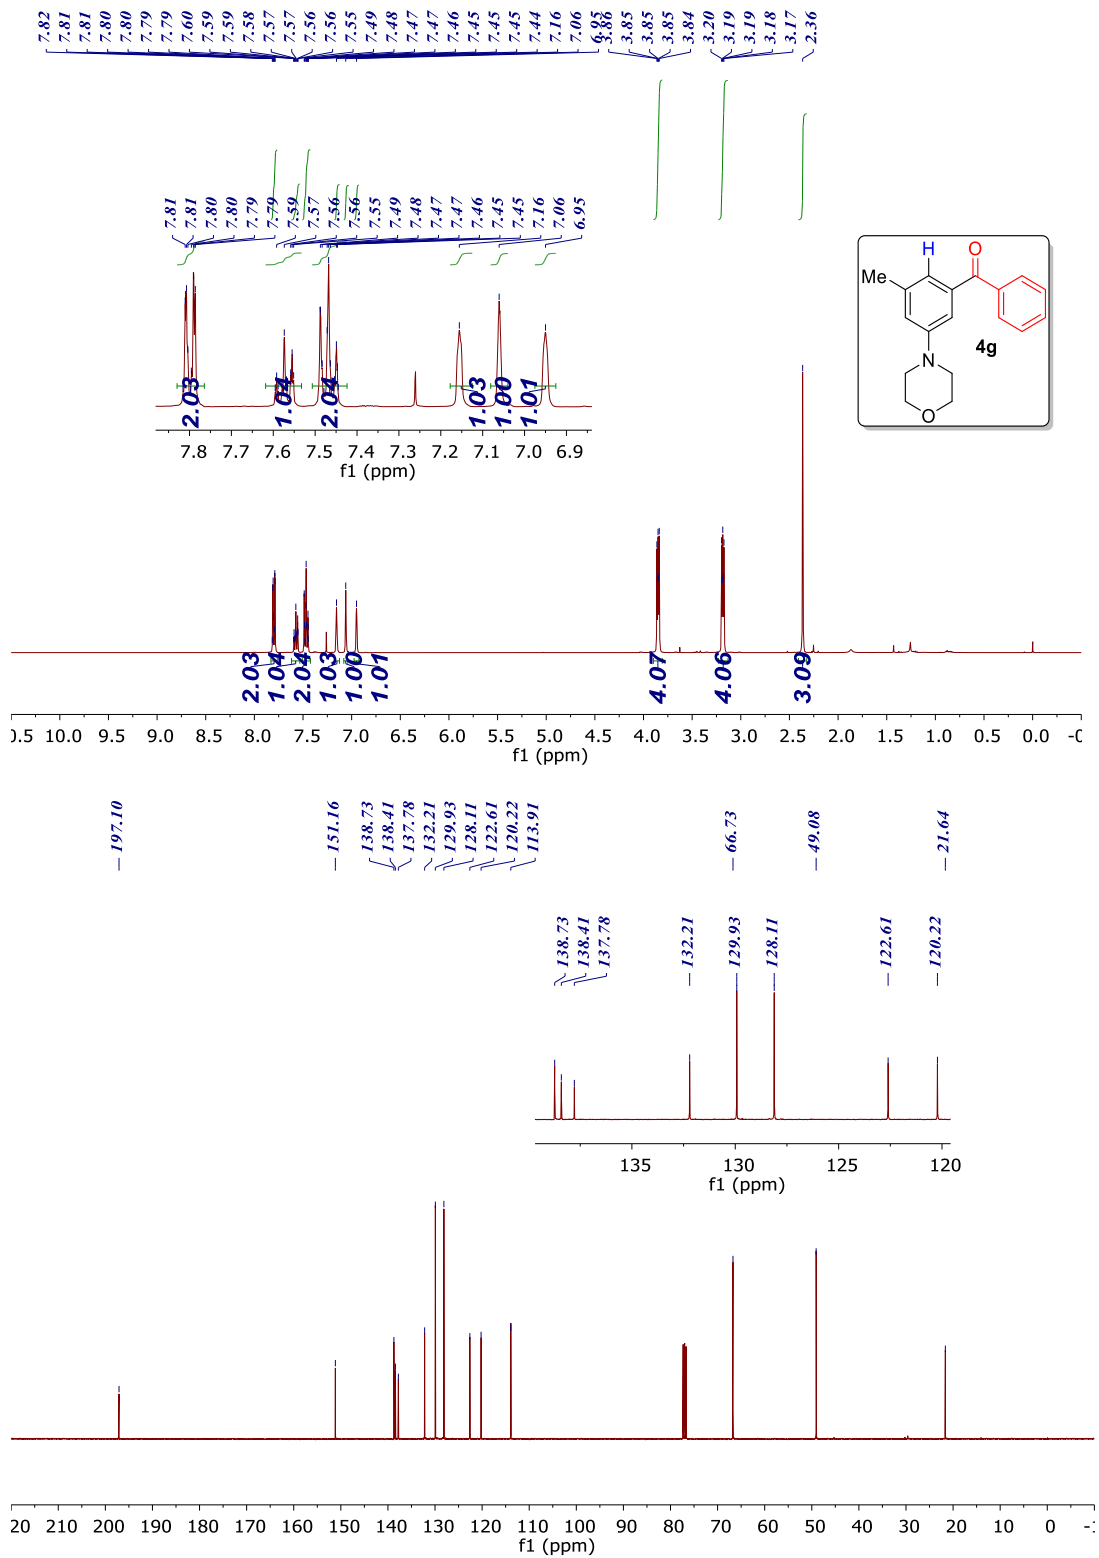 7.82 7.81 7.81 7.80 7.80 7.79 7.79 7.60 7.59 7.59 7.58 7.57 7.57 7.56 7.56 7.55 7.49 7.48 7.47 7.47 7.46 7.45 7.45 7.45 7.44 7.16 7.06 6.95 3.86 3.85 3.85 3.85 3.84 3.20 3.19 3.19 3.18 3.17 2.36
7.81 7.81 7.80 7.80 7.79 7.79 7.59 7.57 7.56 7.56 7.55 7.49 7.48 7.47 7.47 7.46 7.45 7.45 7.16 7.06 6.95
H O
Me
4g
N
O
2.03 1.04 2.04 1.03 1.00 1.01
7.8 7.7 7.6 7.5 7.4 7.3 7.2 7.1 7.0 6.9
f1 (ppm)
2.03 1.04 2.04 1.03 1.00 1.01 4.07 4.06 3.09
0.5 10.0 9.0 8.5 8.0 7.5 7.0 6.5 6.0 5.5 5.0 4.5 4.0 3.5 3.0 2.5 2.0 1.5 1.0 0.5 0.0 -0
f1 (ppm)
197.10 151.16 138.73 138.41 137.78 132.21 129.93 128.11 122.61 120.22 113.91 66.73 49.08 21.64
138.73 138.41 137.78 132.21 129.93 128.11 122.61 120.22
135 130 125 120
f1 (ppm)
20 210 200 190 180 170 160 150 140 130 120 110 100 90 80 70 60 50 40 30 20 10 0 -1
f1 (ppm)